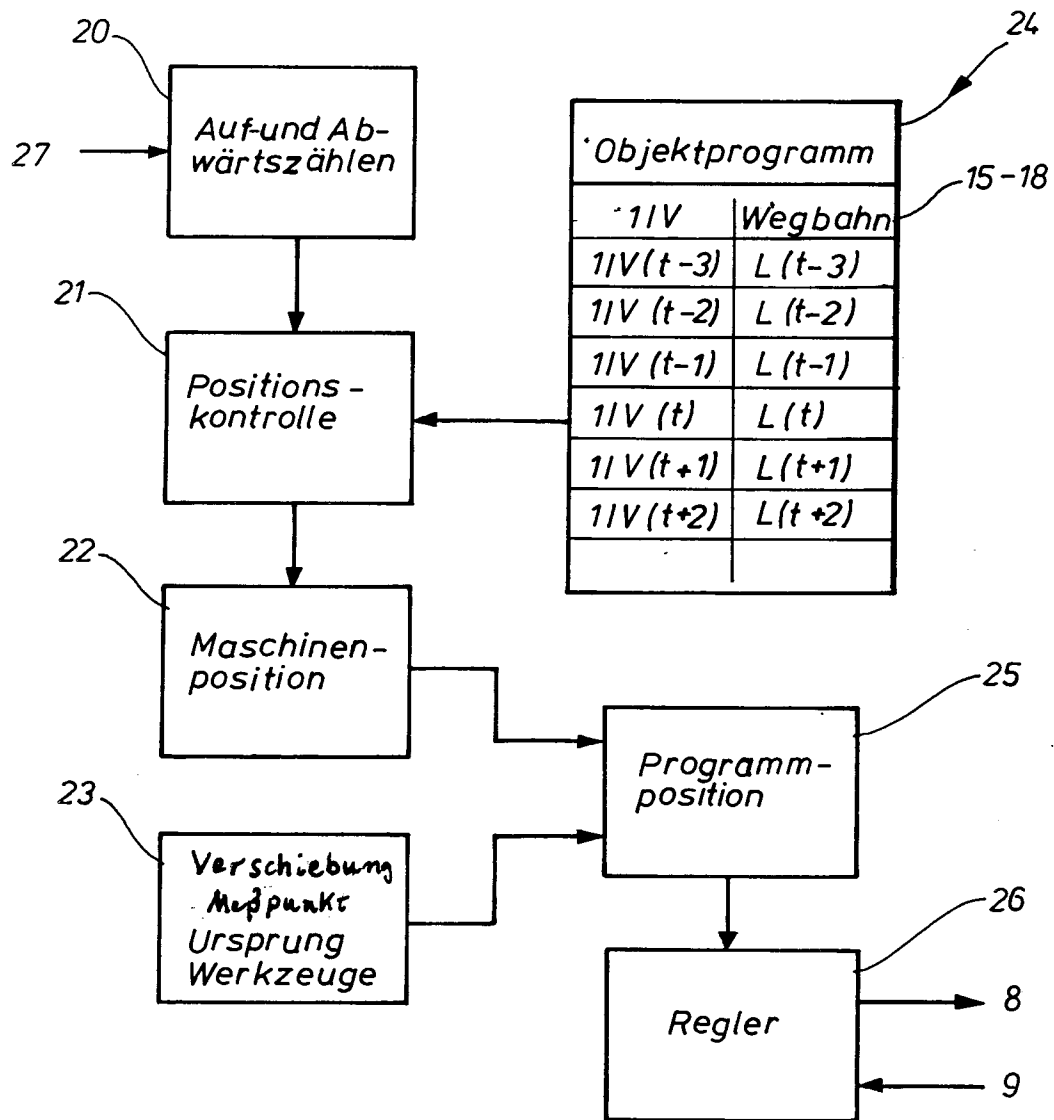 20
27
Auf-und Ab-
wärtszählen
24
Objektprogramm
15-18
1/V Wegbahn
1/V(t-3) L(t-3)
1/V(t-2) L(t-2)
1/V(t-1) L(t-1)
1/V(t) L(t)
1/V(t+1) L(t+1)
1/V(t+2) L(t+2)
21
Positions-
kontrolle
22
Maschinen-
position
23
Verschiebung
Meßpunkt
Ursprung
Werkzeuge
25
Programm-
position
26
Regler
8
9